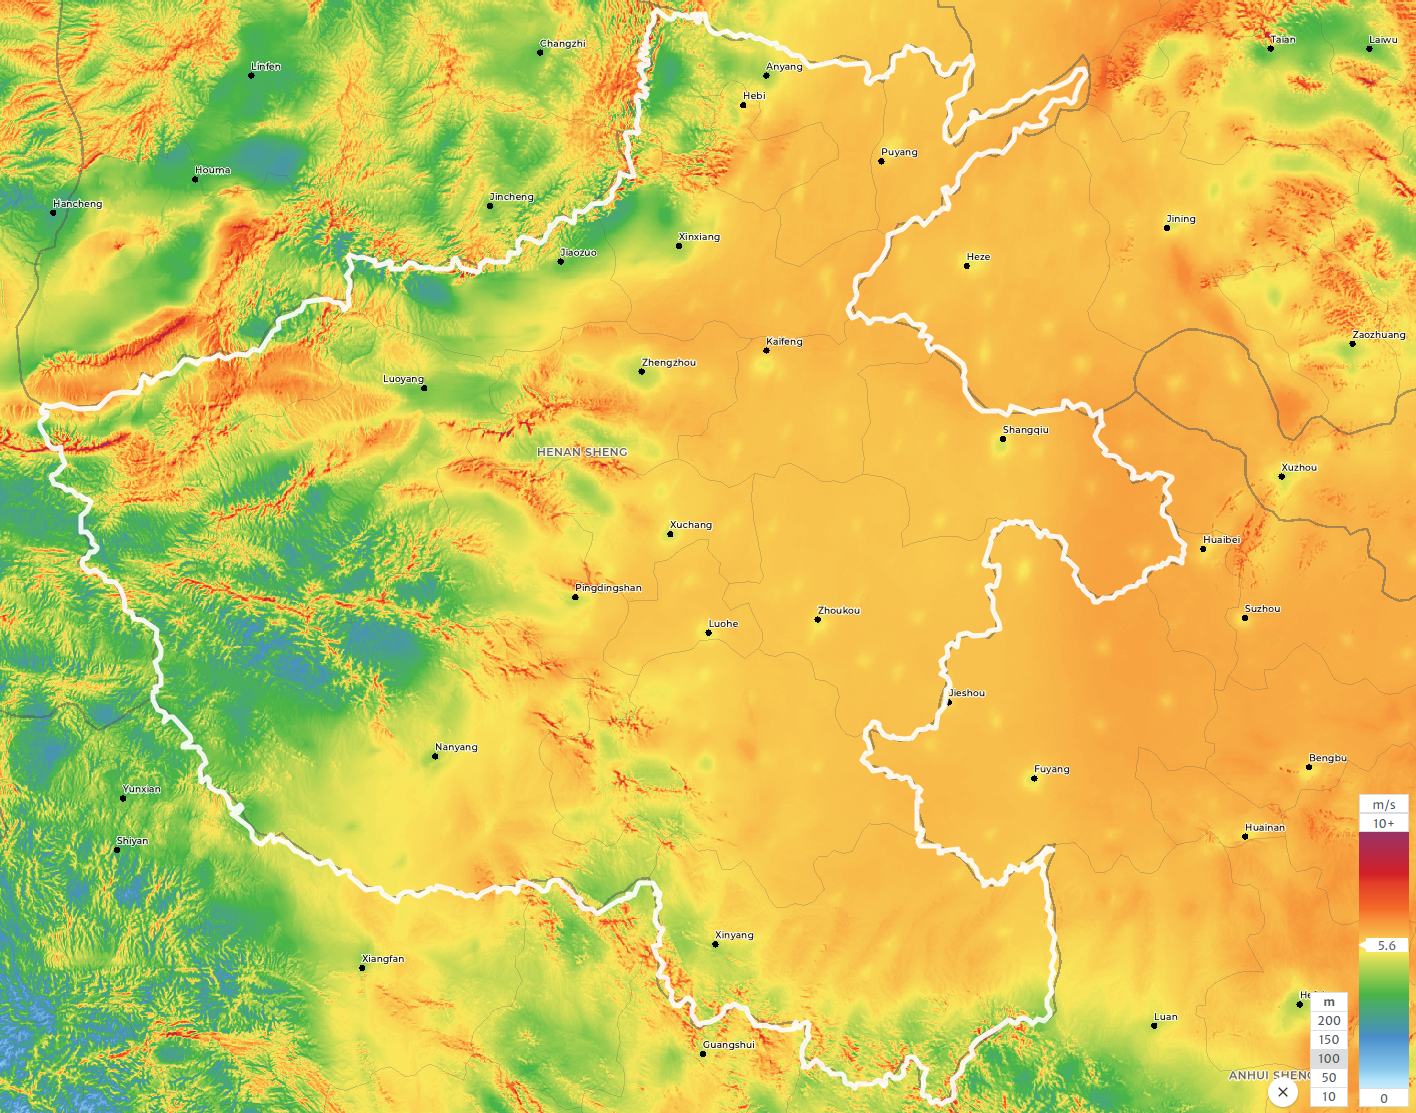 Changzhi
Taian
Laiwu
Linfen
Anyang
Hebi
Puyang
Houma
Hancheng
Jincheng
Jining
Xinxiang
Jiaozuo
Heze
Kaifeng
Zaozhuang
Zhengzhou
Luoyang
Shangqiu
HENAN SHENG
Xuzhou
Xuchang
Huaibei
Pingdingshan
Suzhou
Zhoukou
Luohe
Jieshou
Nanyang
Bengbu
Fuyang
Yunxian
m/s
10+
Huainan
Shiyan
Xinyang
5.6
Xiangfan
m
200
Luan
150
Guangshui
100
ANHUI SHENG
50
10
0